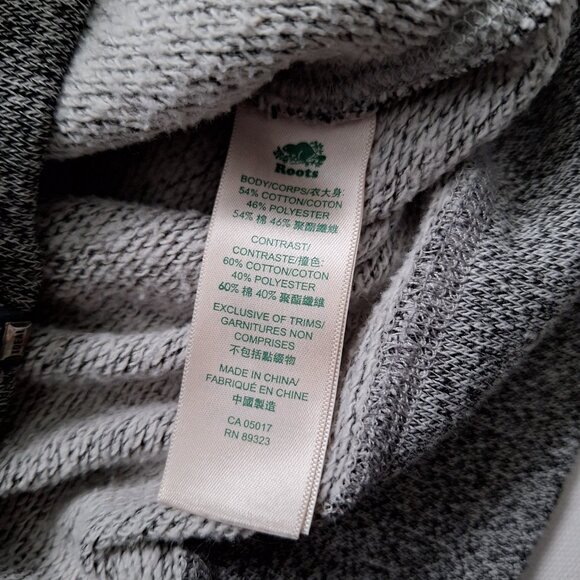 Roots
BODY/CORPS/衣大身
54% COTTON/COTON
46% POLYESTER
54% 棉 46% 聚酯纖維
CONTRAST/
CONTRASTE/撞色:
60% COTTON/COTON
40% POLYESTER
60% 棉 40% 聚酯纖維
EXCLUSIVE OF TRIMS/
GARNITURES NON
COMPRISES
不包括點綴物
MADE IN CHINA/
FABRIQUÉ EN CHINE
中國製造
CA 05017
RN 89323